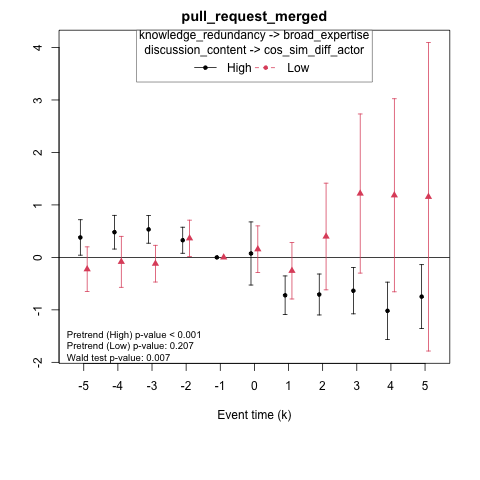 pull_request_merged
knowledge_redundancy -> broad_expertise
discussion_content -> cos_sim_diff_actor
High Low
4
3
2
1
0
-1
-2
Pretrend (High) p-value < 0.001
Pretrend (Low) p-value: 0.207
Wald test p-value: 0.007
-5 -4 -3 -2 -1 0 1 2 3 4 5
Event time (k)